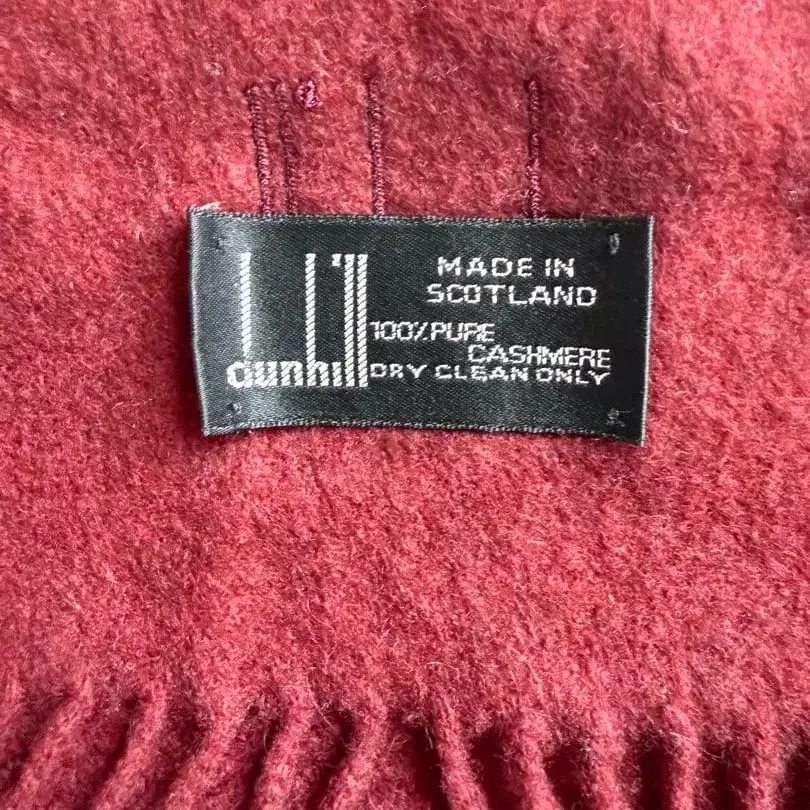 dunhill
MADE IN
SCOTLAND
100% PURE
CASHMERE
DRY CLEAN ONLY